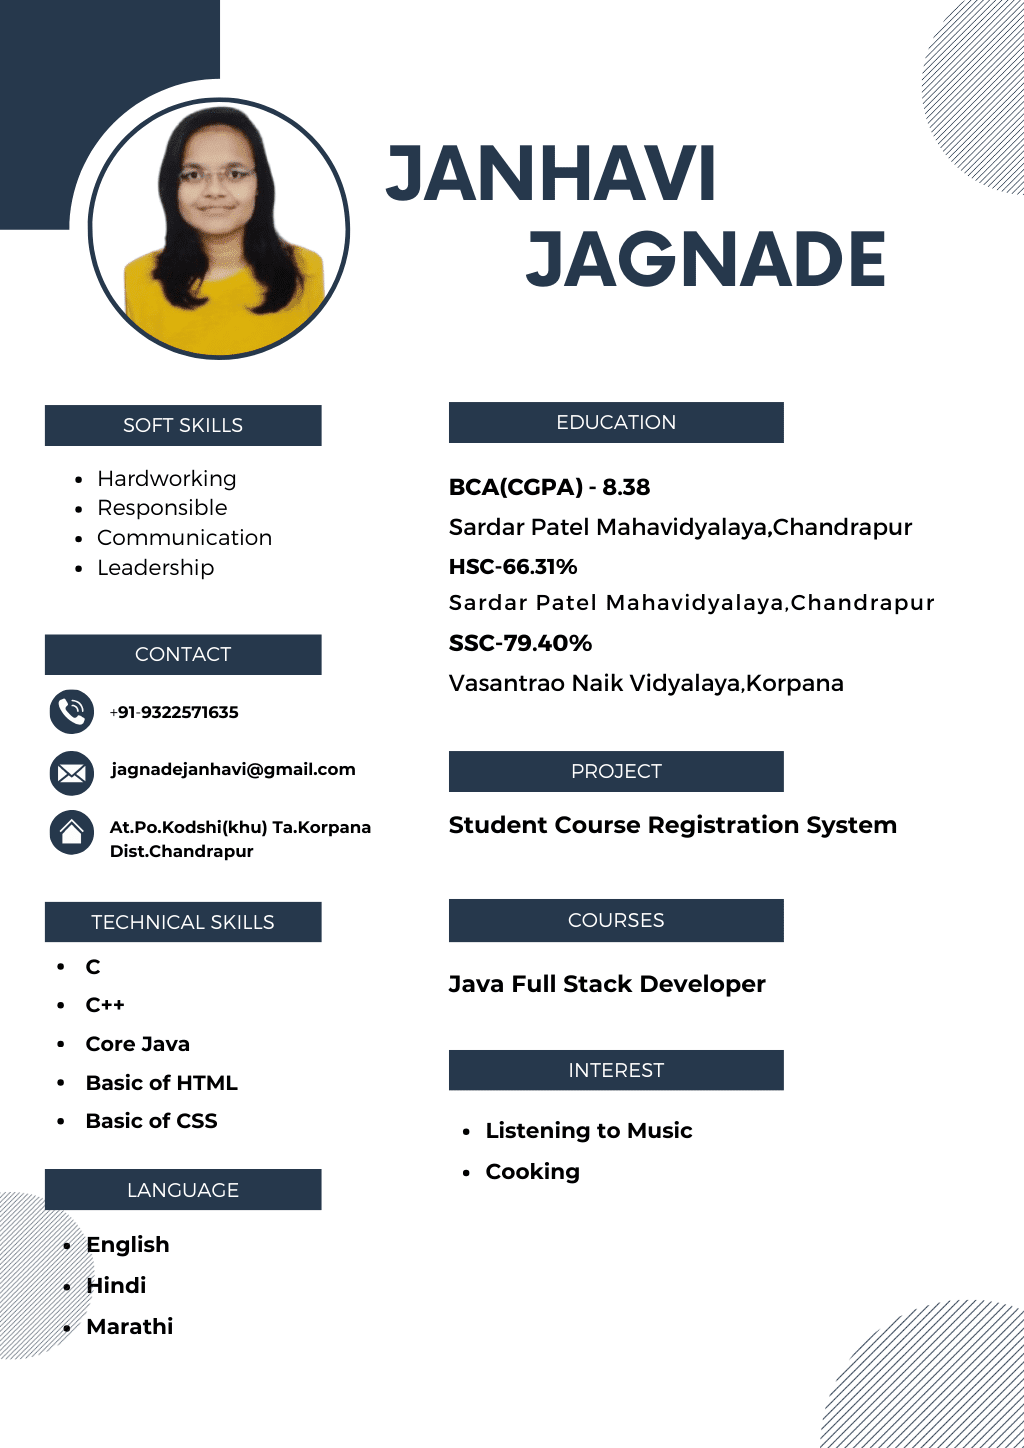 JANHAVI
JAGNADE
SOFT SKILLS
• Hardworking
• Responsible
• Communication
• Leadership
CONTACT
+91-9322571635
jagnadejanhavi@gmail.com
At.Po.Kodshi(khu) Ta.Korpana
Dist.Chandrapur
TECHNICAL SKILLS
• C
• C++
• Core Java
• Basic of HTML
• Basic of CSS
LANGUAGE
• English
• Hindi
• Marathi
EDUCATION
BCA(CGPA) - 8.38
Sardar Patel Mahavidyalaya,Chandrapur
HSC-66.31%
Sardar Patel Mahavidyalaya,Chandrapur
SSC-79.40%
Vasantrao Naik Vidyalaya,Korpana
PROJECT
Student Course Registration System
COURSES
Java Full Stack Developer
INTEREST
• Listening to Music
• Cooking